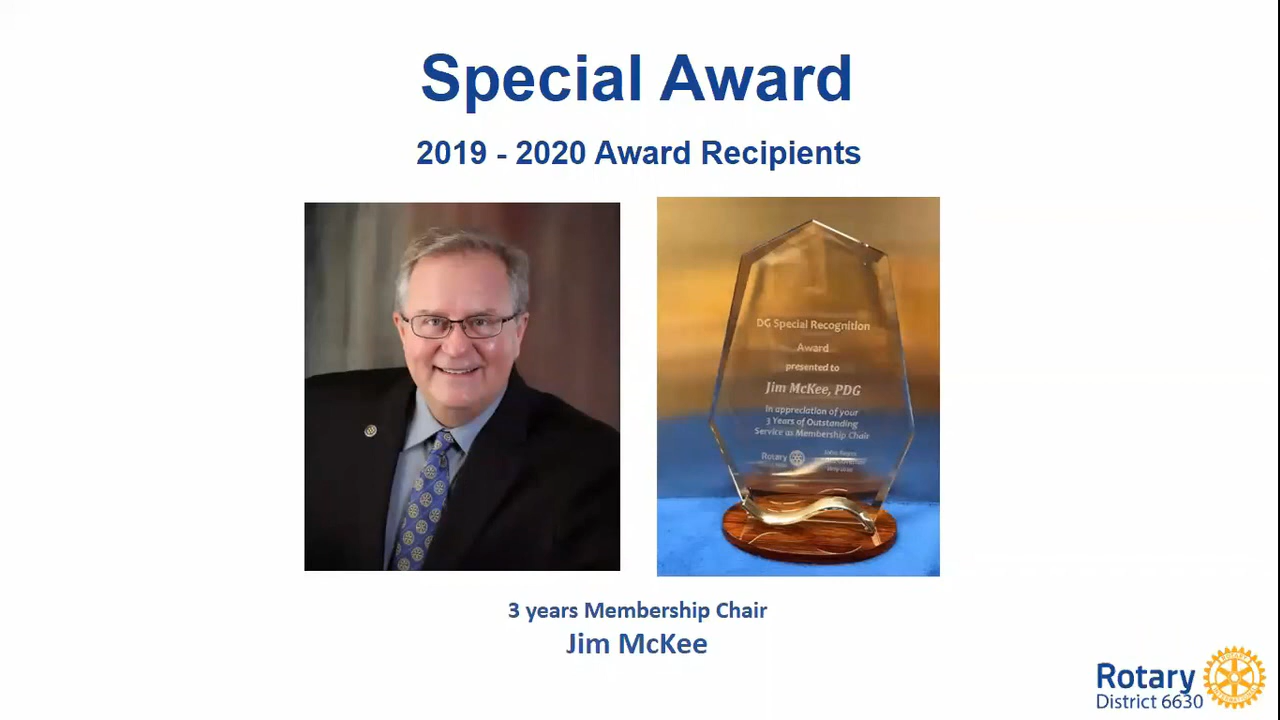 Special Award
2019 - 2020 Award Recipients
DG Special Recognition
Award
presented to
Jim McKee, PDG
In appreciation of your
3 Years of Outstanding
Service as Membership Chair
Rotary
3 years Membership Chair
Jim McKee
Rotary
District 6630